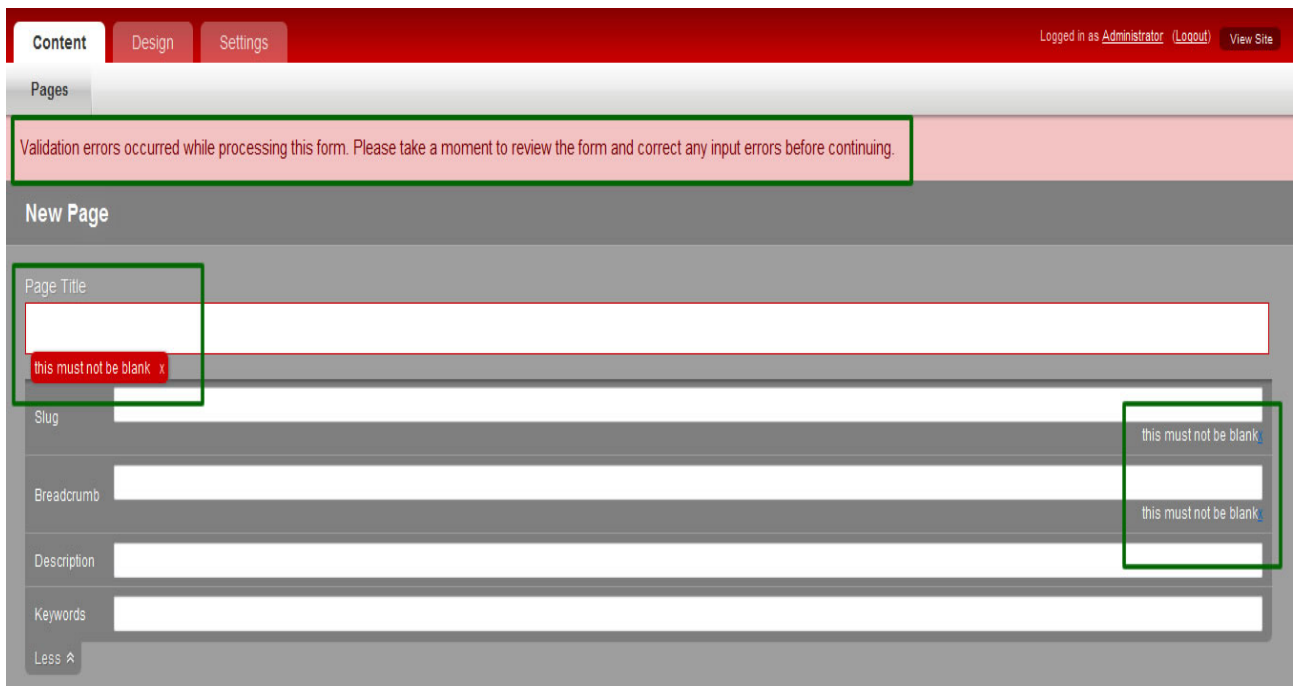 Content Design Settings Logged in as Administrator (Logout) View Site
Pages
Validation errors occurred while processing this form. Please take a moment to review the form and correct any input errors before continuing.
New Page
Page Title
this must not be blank x
Slug
this must not be blankx
Breadcrumb
this must not be blankx
Description
Keywords
Less